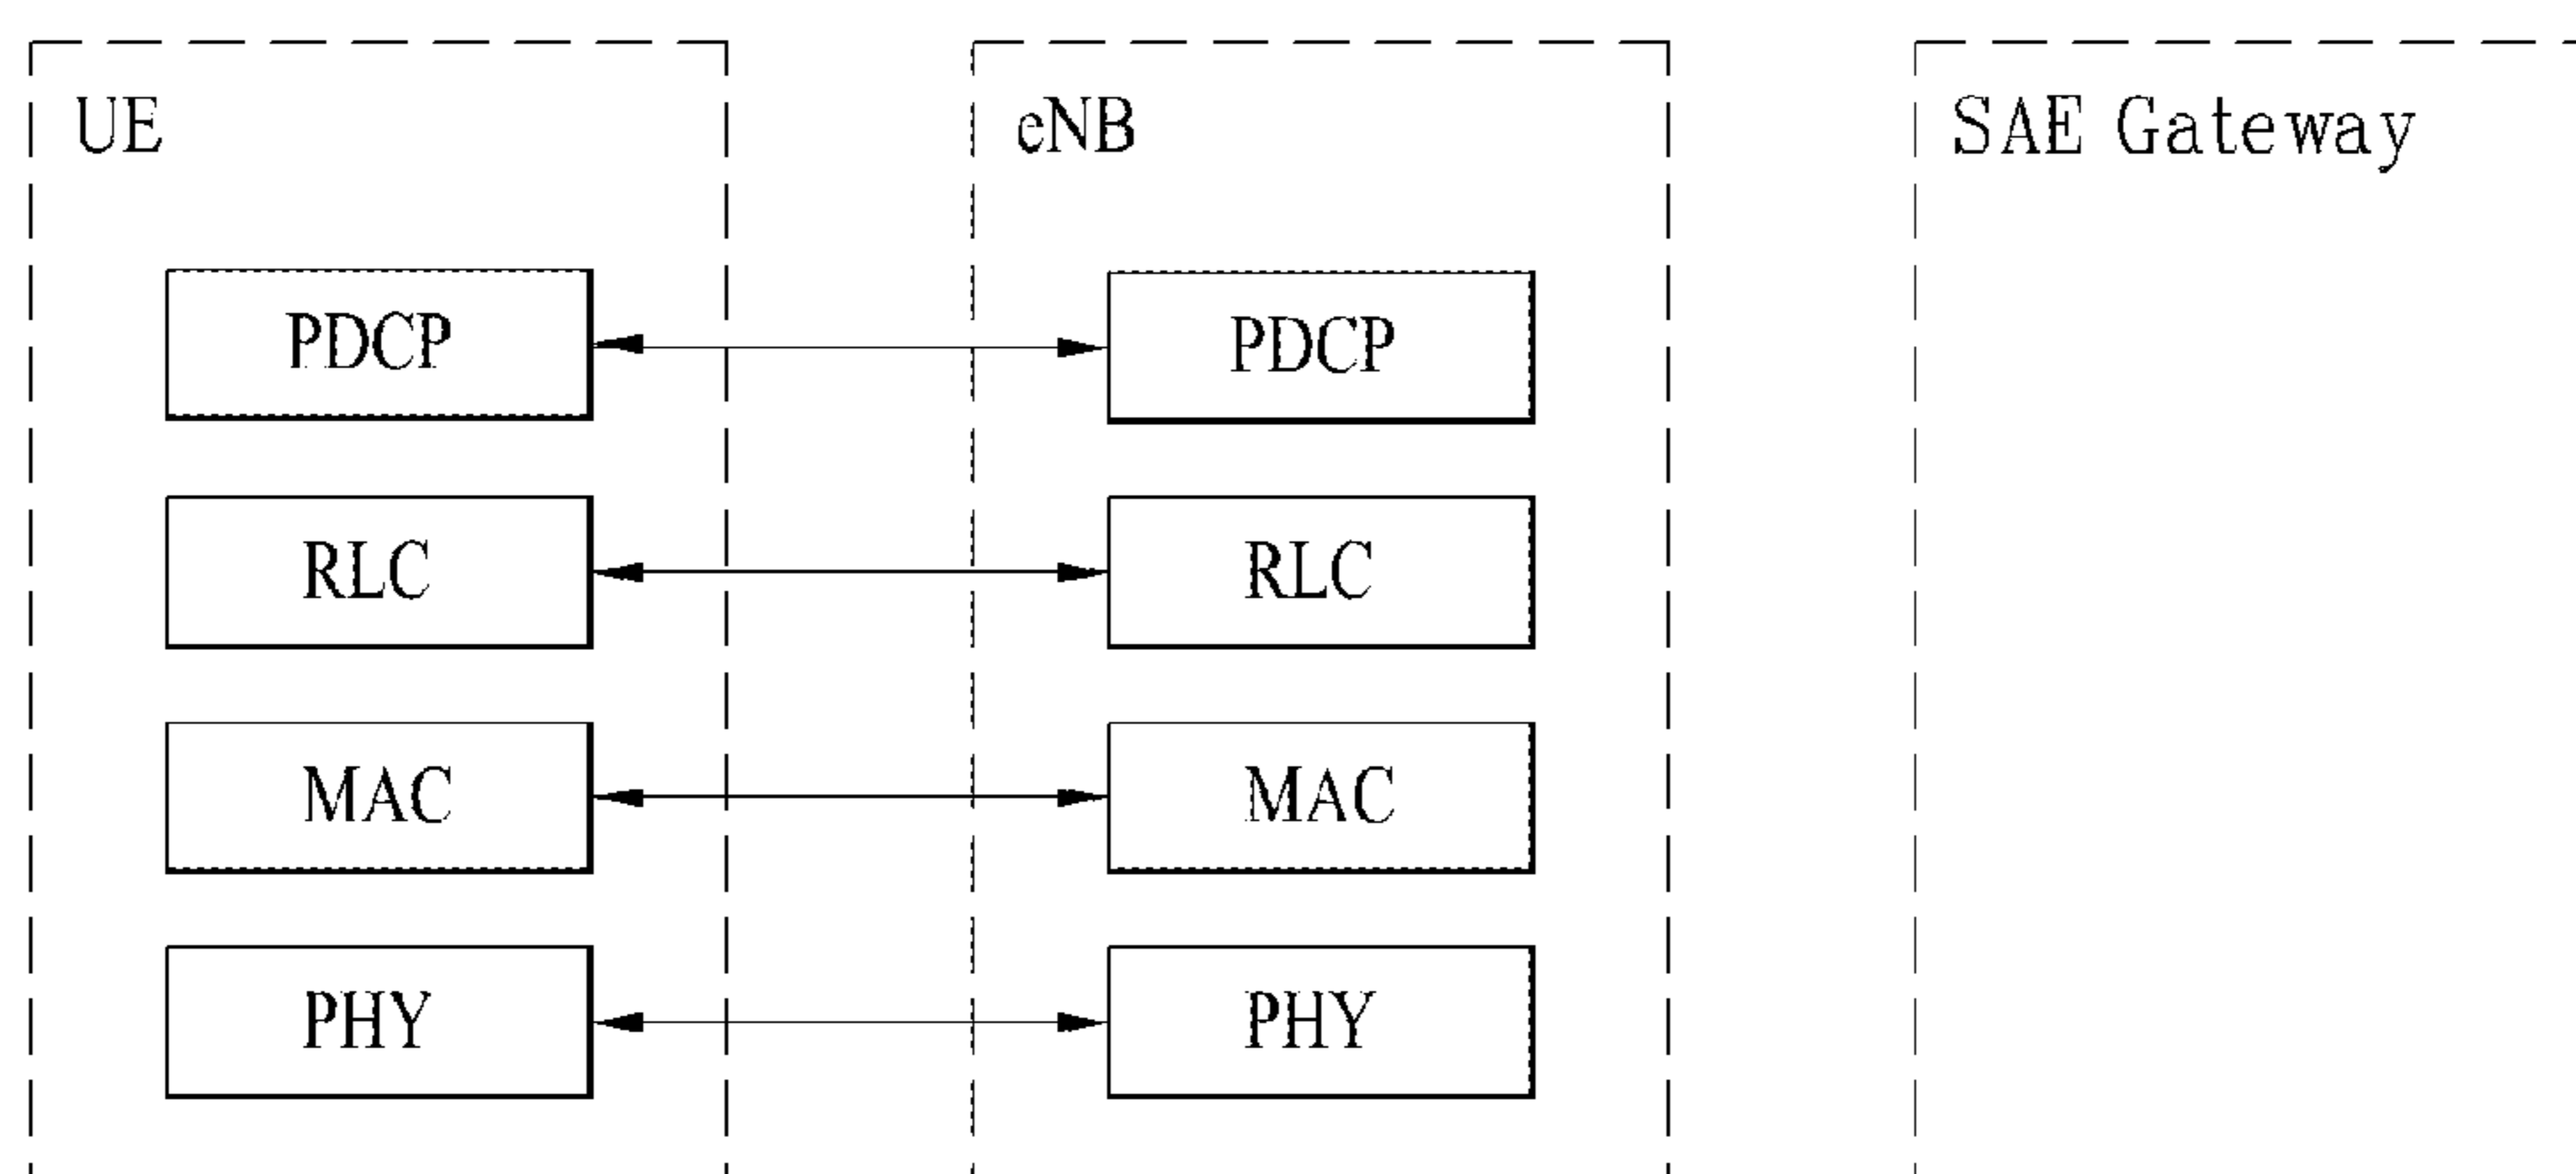 UE
eNB
SAE Gateway
PDCP
PDCP
RLC
RLC
MAC
MAC
PHY
PHY